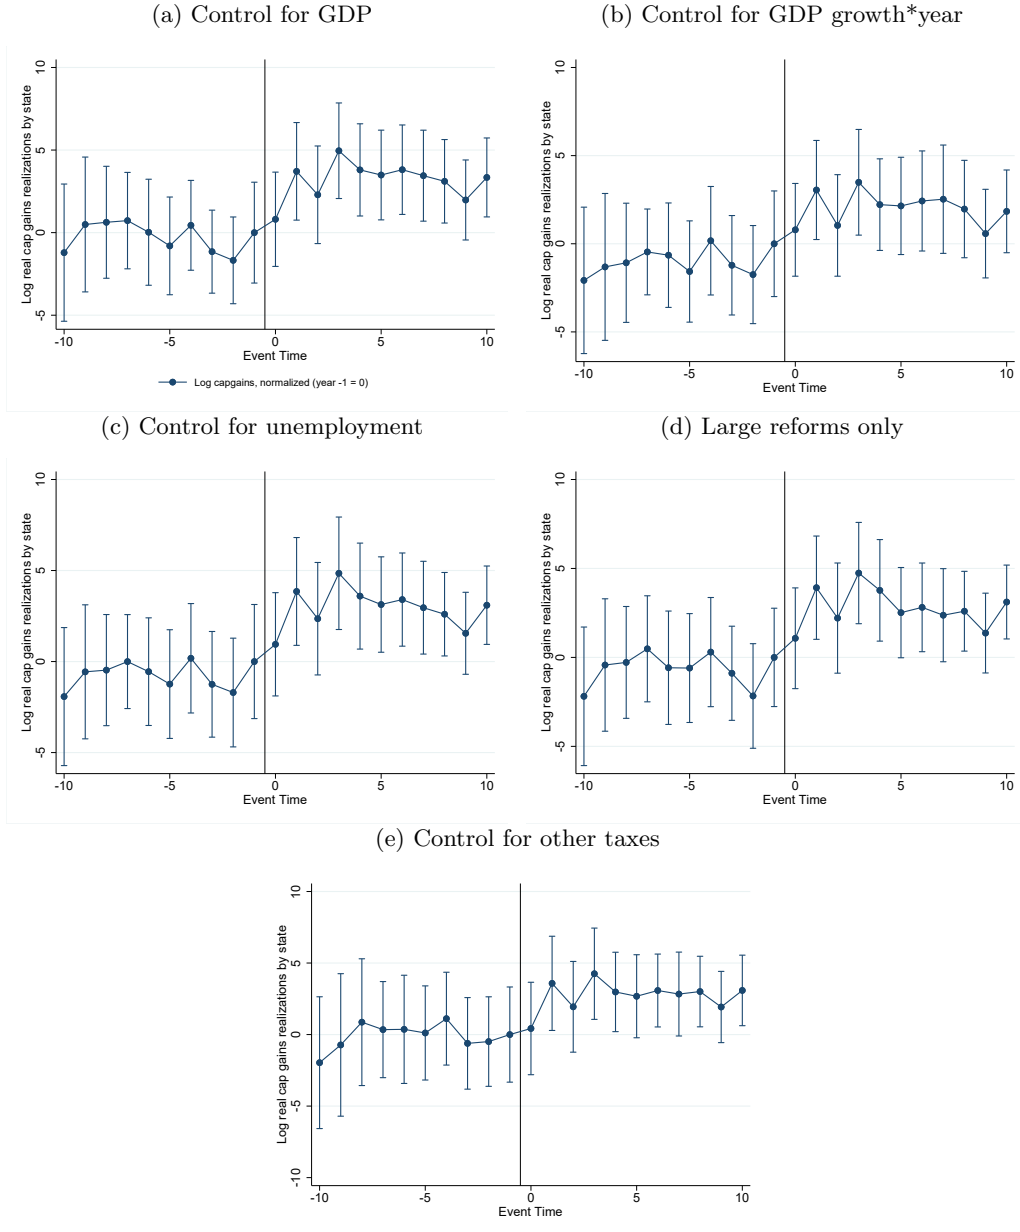 (a) Control for GDP
Log real cap gains realizations by state
10
5
0
-5
-10 -5 0 5 10
Event Time
Log capgains, normalized (year -1 = 0)
(b) Control for GDP growth*year
Log real cap gains realizations by state
10
5
0
-5
-10 -5 0 5 10
Event Time
(c) Control for unemployment
Log real cap gains realizations by state
10
5
0
-5
-10 -5 0 5 10
Event Time
(d) Large reforms only
Log real cap gains realizations by state
10
5
0
-5
-10 -5 0 5 10
Event Time
(e) Control for other taxes
Log real cap gains realizations by state
10
5
0
-5
-10
-10 -5 0 5 10
Event Time